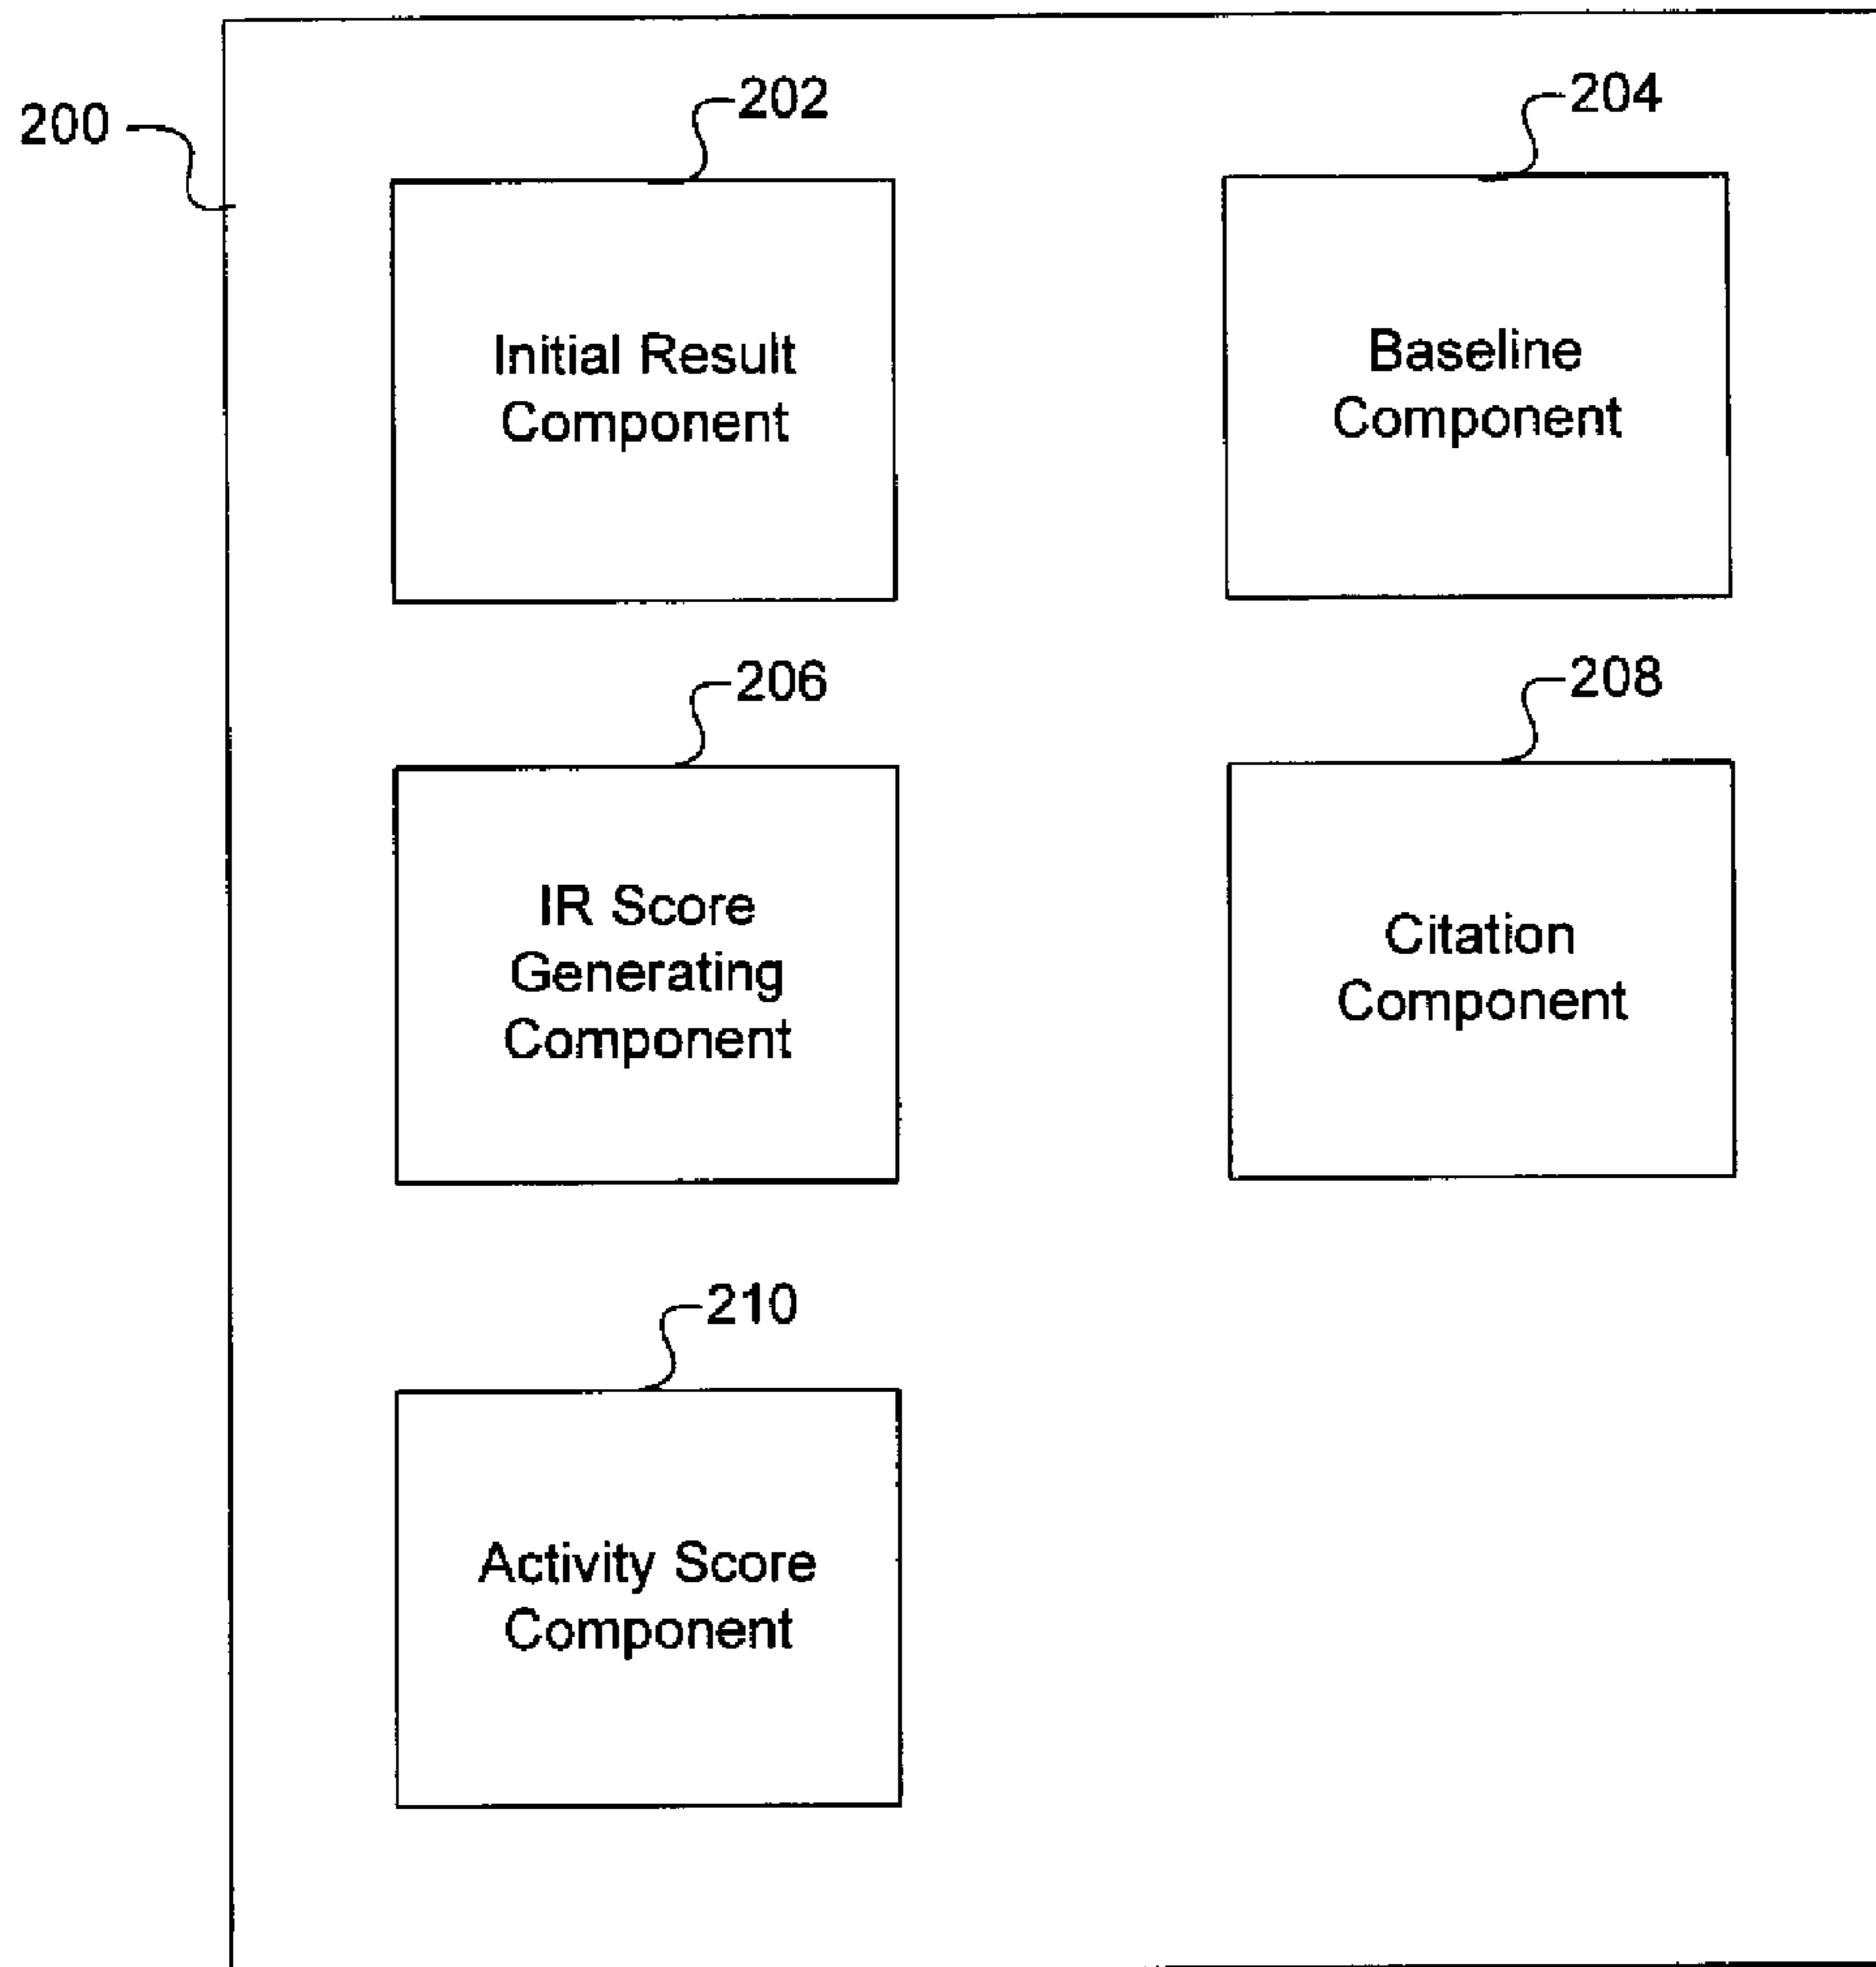 200
202
204
Initial Result
Component
Baseline
Component
206
208
IR Score
Generating
Component
Citation
Component
210
Activity Score
Component